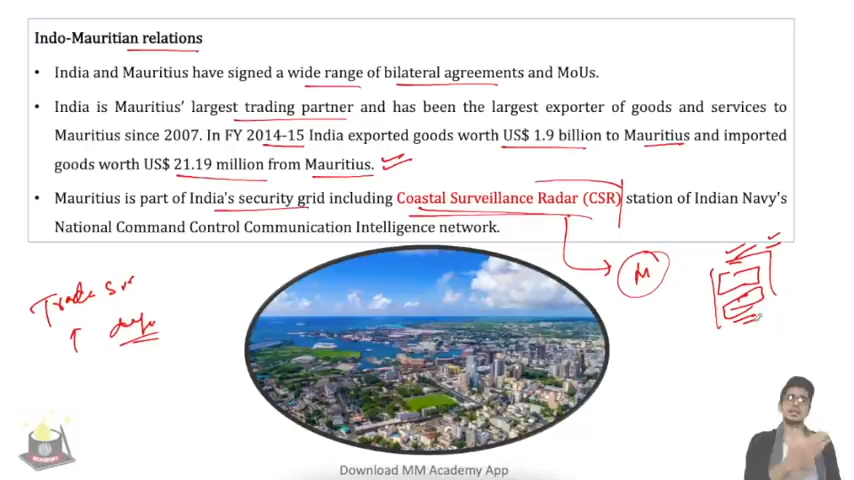 Indo-Mauritian relations
• India and Mauritius have signed a wide range of bilateral agreements and MoUs.
• India is Mauritius' largest trading partner and has been the largest exporter of goods and services to
Mauritius since 2007. In FY 2014-15 India exported goods worth US$ 1.9 billion to Mauritius and imported
goods worth US$ 21.19 million from Mauritius.
• Mauritius is part of India's security grid including Coastal Surveillance Radar (CSR) station of Indian Navy's
National Command Control Communication Intelligence network.
M
Trade Sur
ACADEMY
Download MM Academy App